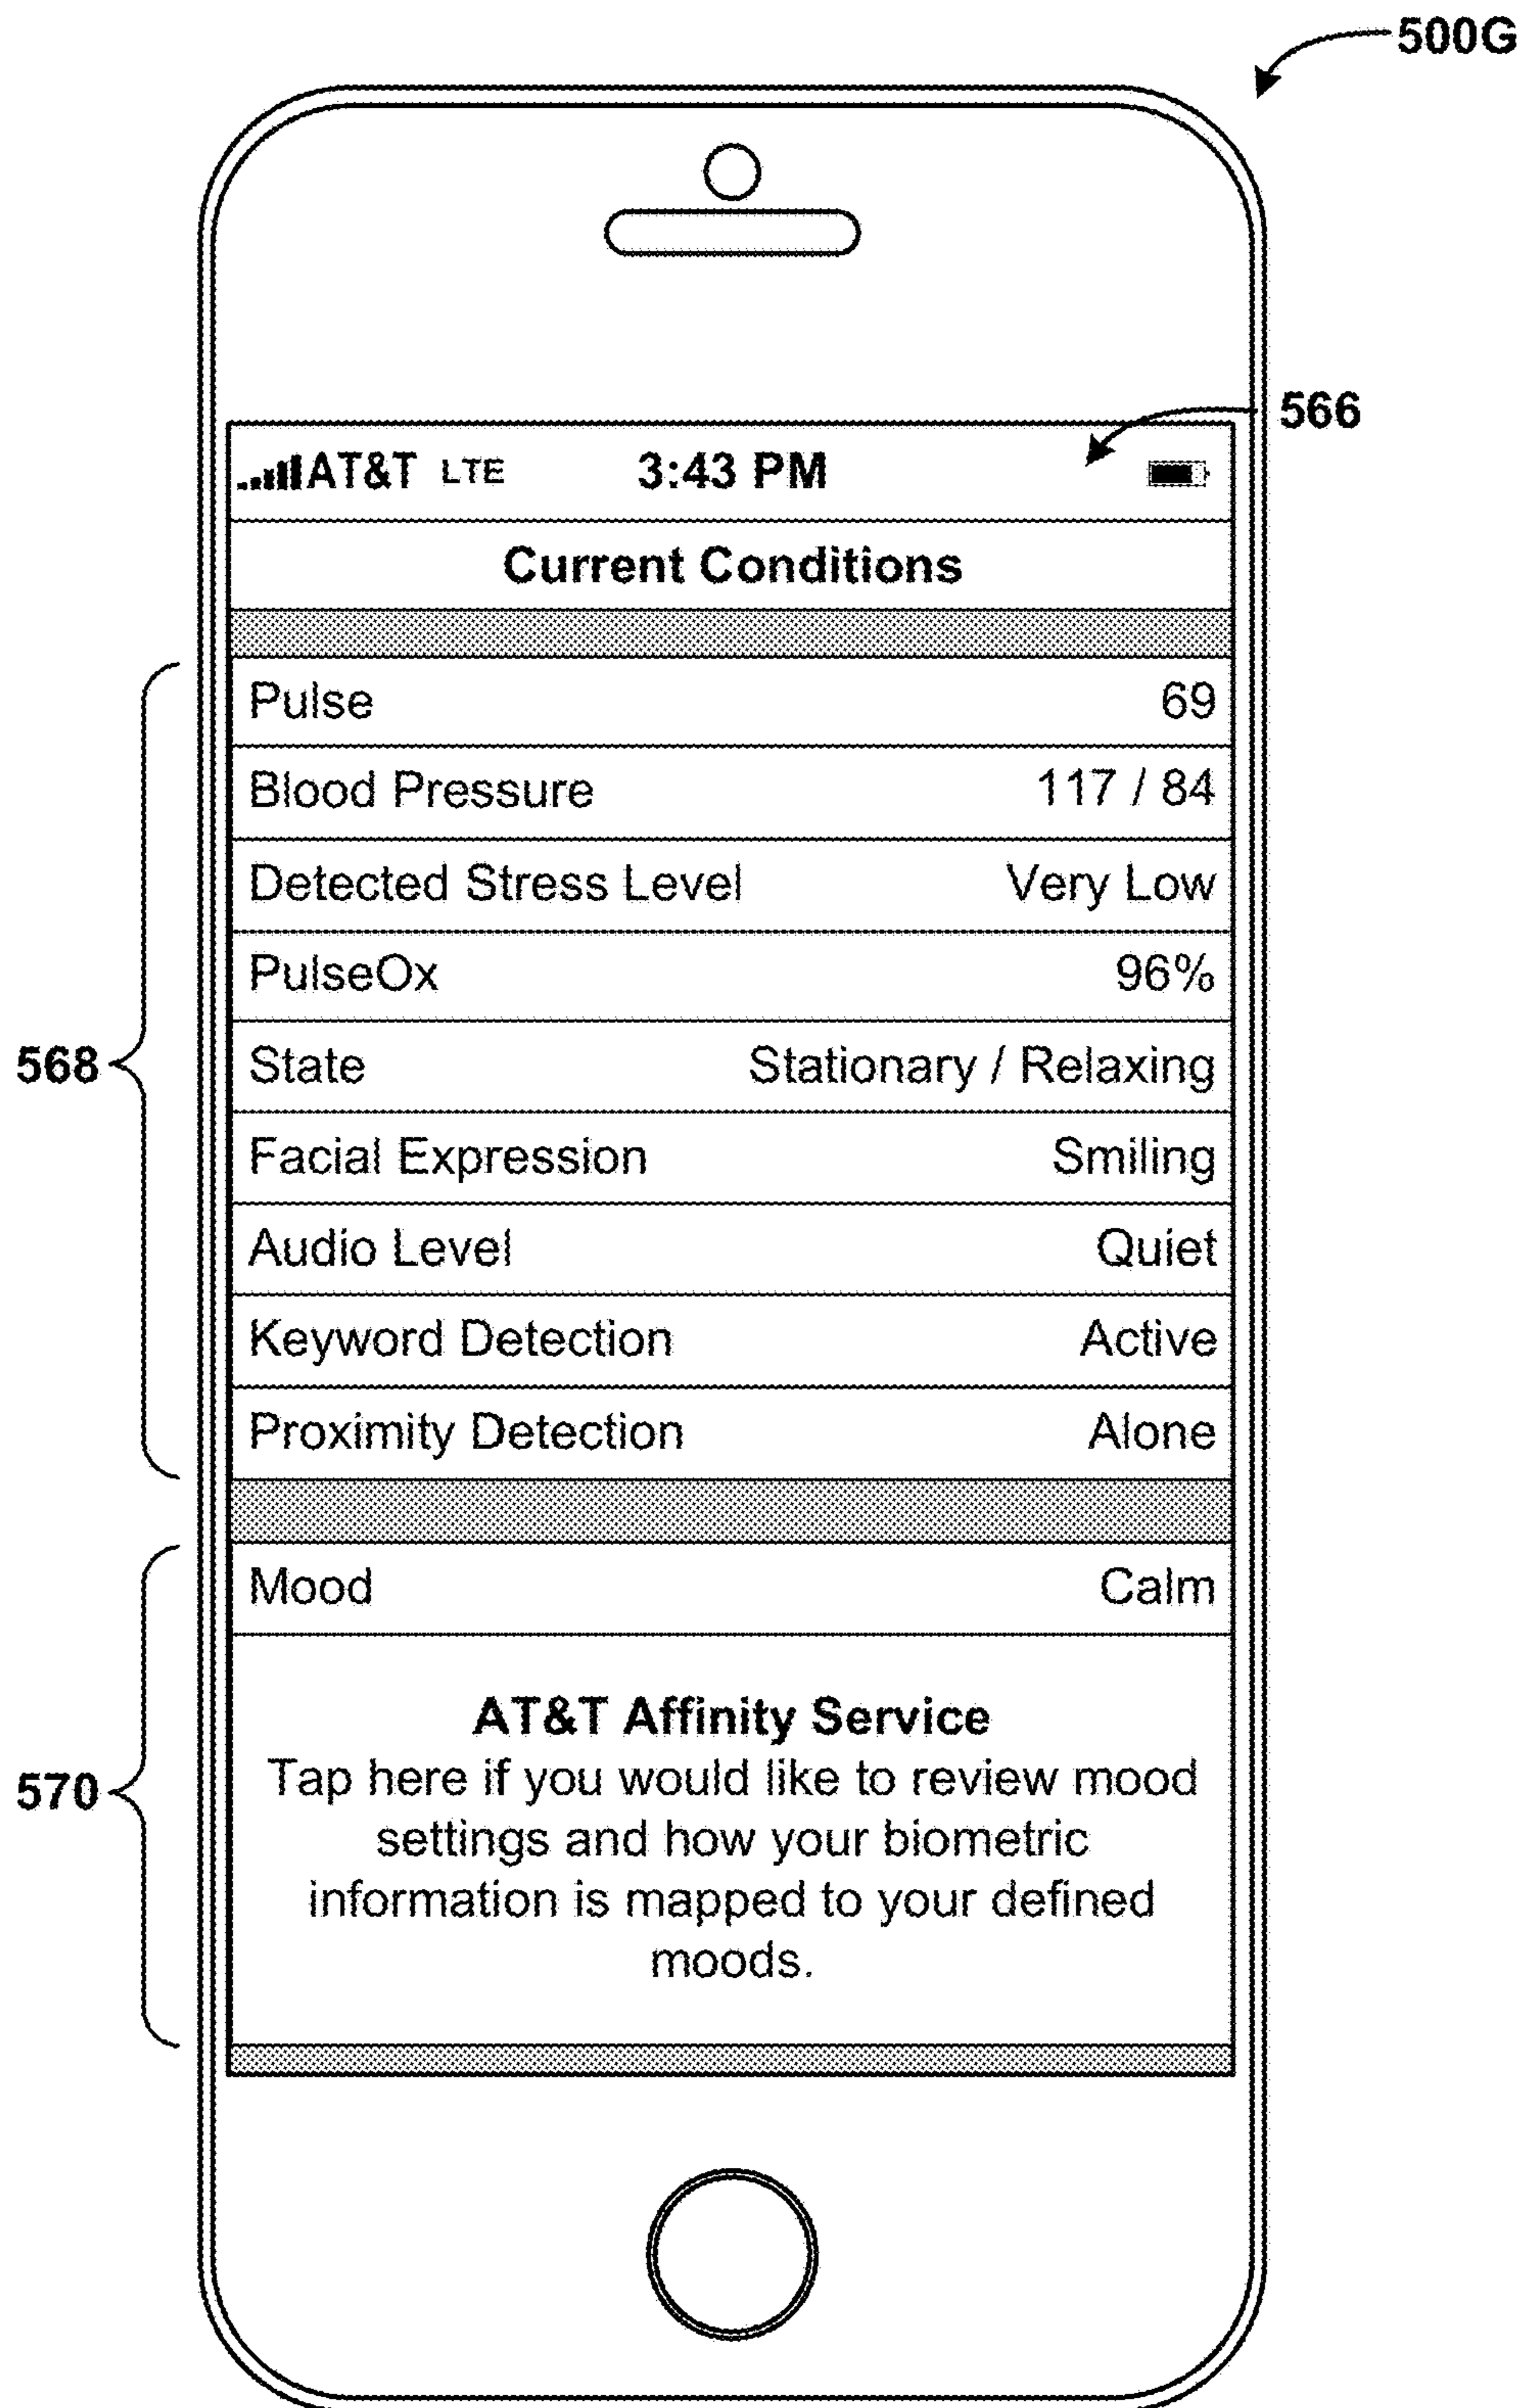 500G
566
AT&T LTE 3:43 PM
Current Conditions
Pulse 69
Blood Pressure 117 / 84
Detected Stress Level Very Low
PulseOx 96%
568
State Stationary / Relaxing
Facial Expression Smiling
Audio Level Quiet
Keyword Detection Active
Proximity Detection Alone
Mood Calm
AT&T Affinity Service
570
Tap here if you would like to review mood
settings and how your biometric
information is mapped to your defined
moods.